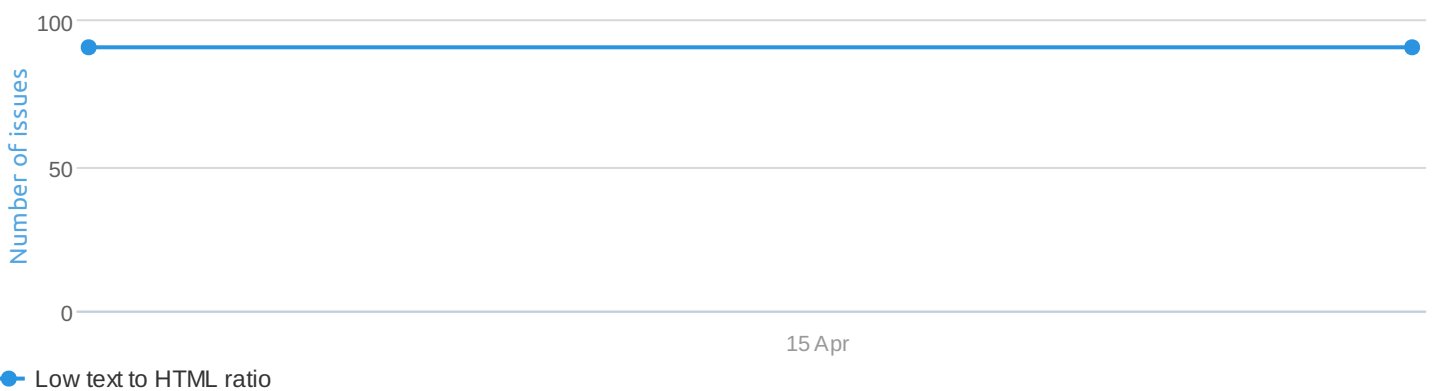 100
Number of issues
50
0
15 Apr
Low text to HTML ratio